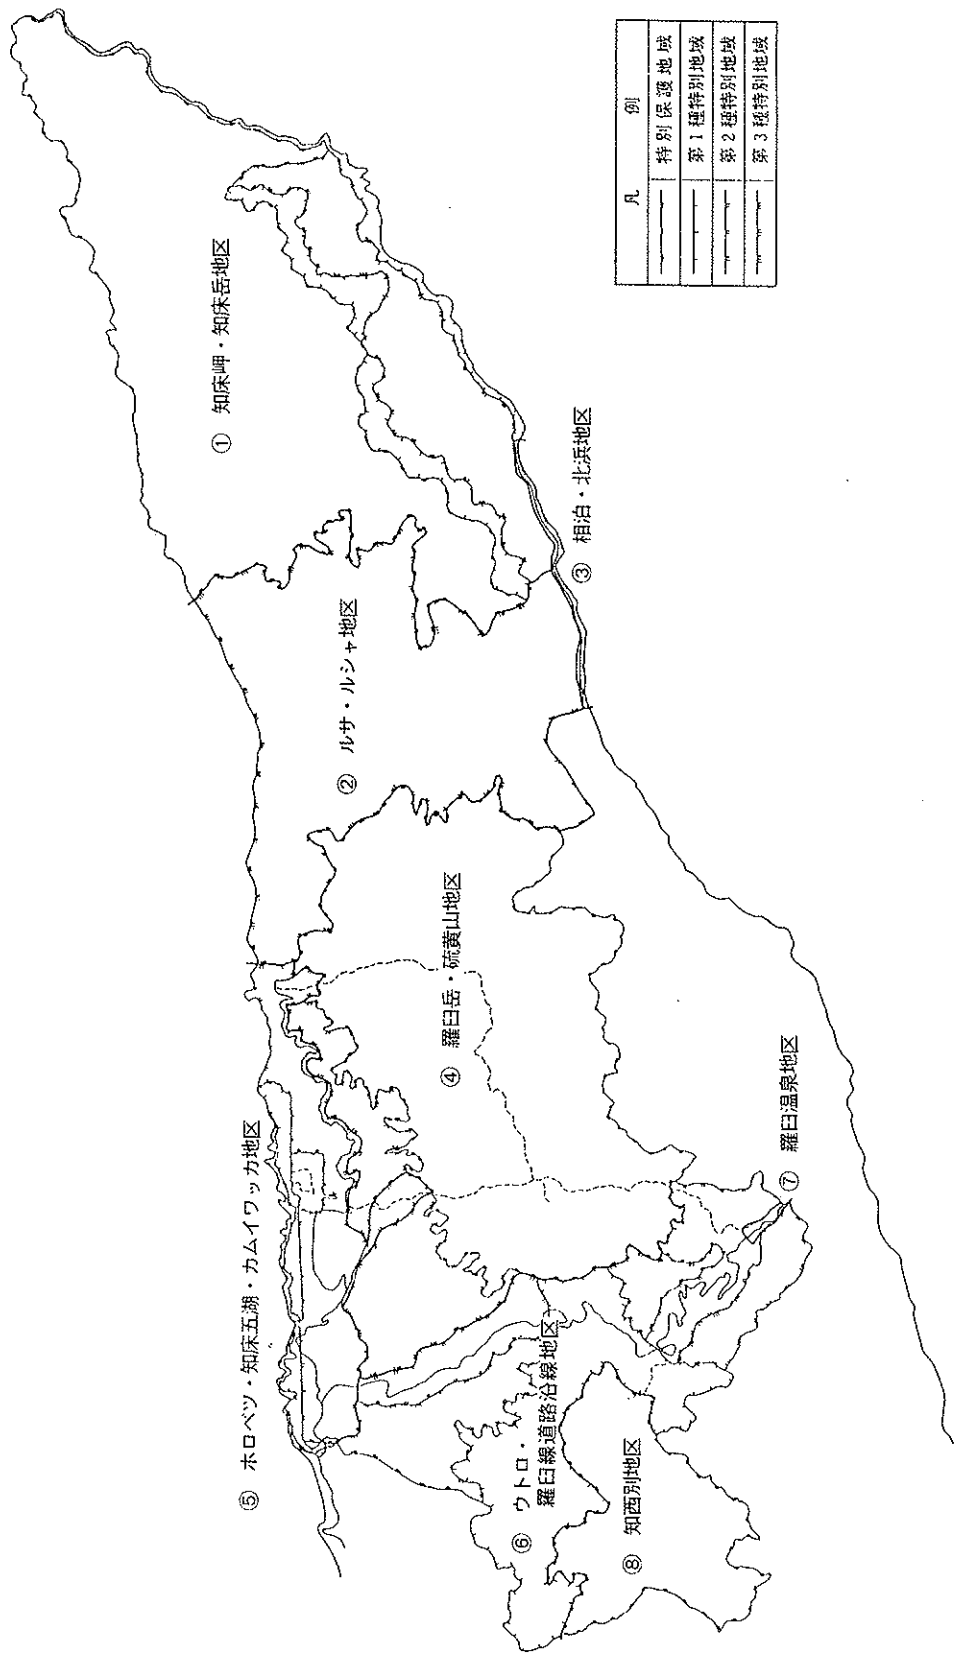 ① 知床岬・知床岳地区
② ルサ・ルシャ地区
③ 相泊・北浜地区
④ 羅臼岳・硫黄山地区
⑤ ホロベツ・知床五湖・カムイワッカ地区
⑥ ウトロ・
羅臼線道路沿線地区
⑦ 羅臼温泉地区
⑧ 知西別地区
凡 例
特別保護地域
第1種特別地域
第2種特別地域
第3種特別地域